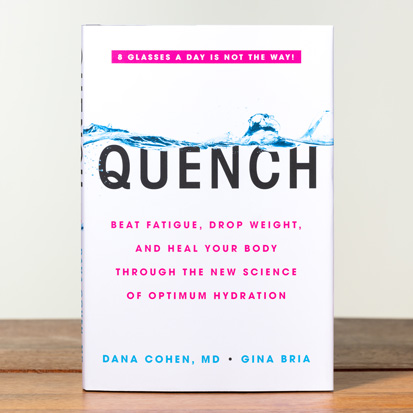 8 GLASSES A DAY IS NOT THE WAY!
QUENCH
BEAT FATIGUE, DROP WEIGHT,
AND HEAL YOUR BODY
THROUGH THE NEW SCIENCE
OF OPTIMUM HYDRATION
DANA COHEN, MD • GINA BRIA